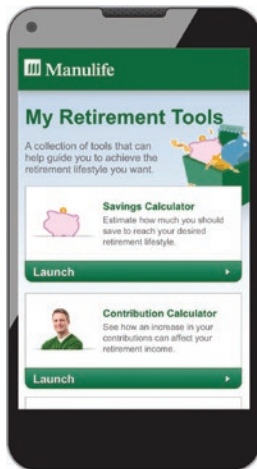 Manulife
My Retirement Tools
A collection of tools that can
help guide you to achieve the
retirement lifestyle you want.
Savings Calculator
Estimate how much you should
save to reach your desired
retirement lifestyle.
Launch
Contribution Calculator
See how an increase in your
contributions can affect your
retirement income.
Launch